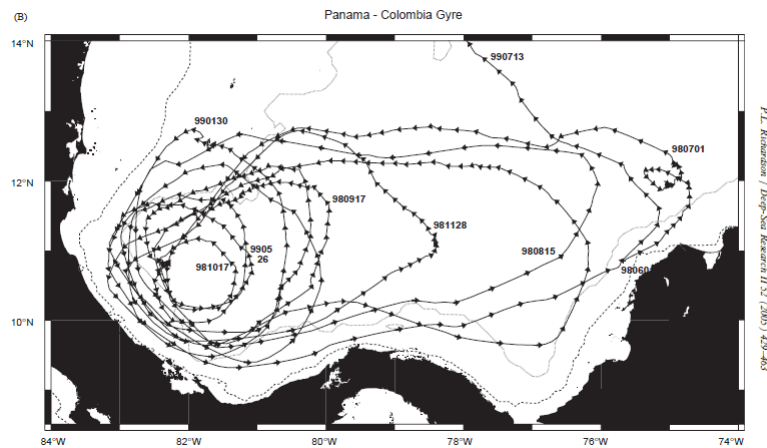 (B)
Panama - Colombia Gyre
14°N
990713
990130
980701
12°N
980917
981128
9905
26
981017
980815
98060
10°N
84°W
82°W
80°W
78°W
76°W
74°W
P.L. Richardson / Deep-Sea Research II 52 (2005) 429–463